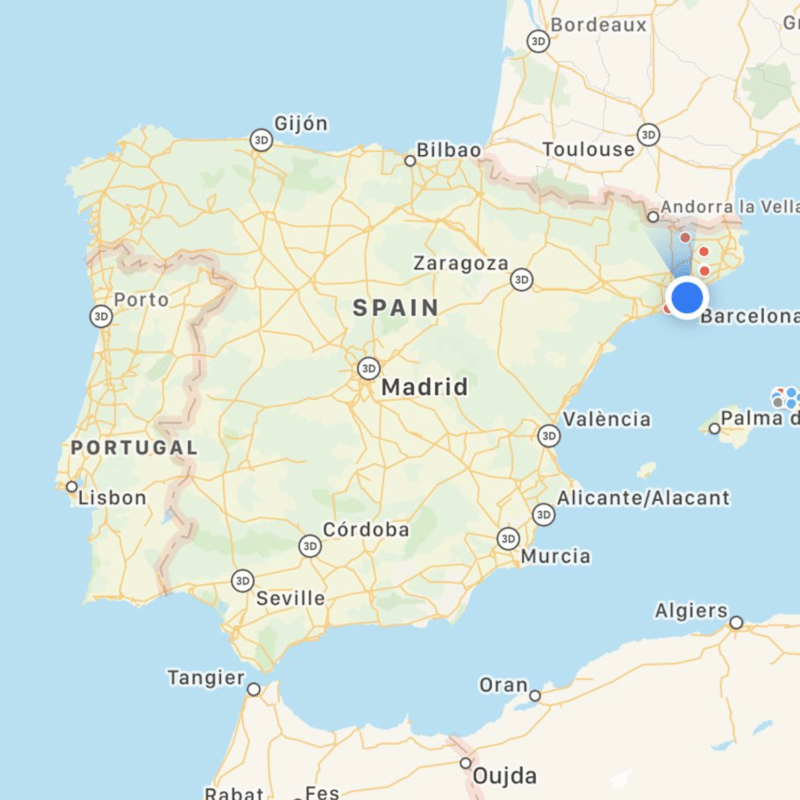 Bordeaux
3D
Gr
Gijón
3D
Bilbao
Toulouse
3D
Andorra la Vella
Zaragoza
3D
Porto
3D
SPAIN
Barcelona
3D
Madrid
València
3D
Palma d
PORTUGAL
Lisbon
Alicante/Alacant
3D
Córdoba
3D
3D
Murcia
3D
Seville
Algiers
Tangier
Oran
Oujda
Rabat
Fes